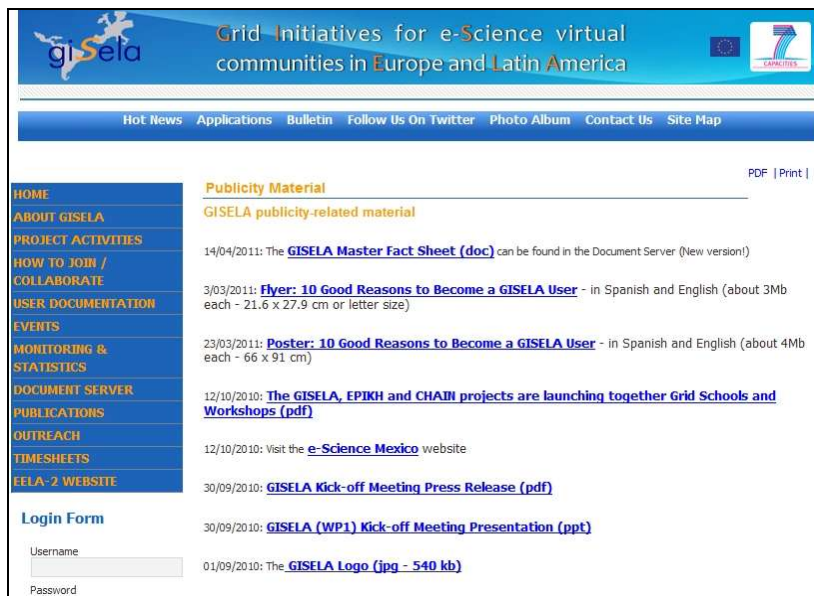 giSela
Grid Initiatives for e-Science virtual
communities in Europe and Latin America
7
CAPACITIES
Hot News Applications Bulletin Follow Us On Twitter Photo Album Contact Us Site Map
PDF | Print |
HOME
ABOUT GISELA
PROJECT ACTIVITIES
HOW TO JOIN /
COLLABORATE
USER DOCUMENTATION
EVENTS
MONITORING &
STATISTICS
DOCUMENT SERVER
PUBLICATIONS
OUTREACH
TIMESHEETS
EELA-2 WEBSITE
Login Form
Username
Password
Publicity Material
GISELA publicity-related material
14/04/2011: The GISELA Master Fact Sheet (doc) can be found in the Document Server (New version!)
3/03/2011: Flyer: 10 Good Reasons to Become a GISELA User - in Spanish and English (about 3Mb
each - 21.6 x 27.9 cm or letter size)
23/03/2011: Poster: 10 Good Reasons to Become a GISELA User - in Spanish and English (about 4Mb
each - 66 x 91 cm)
12/10/2010: The GISELA, EPIKH and CHAIN projects are launching together Grid Schools and
Workshops (pdf)
12/10/2010: Visit the e-Science Mexico website
30/09/2010: GISELA Kick-off Meeting Press Release (pdf)
30/09/2010: GISELA (WP1) Kick-off Meeting Presentation (ppt)
01/09/2010: The GISELA Logo (jpg - 540 kb)